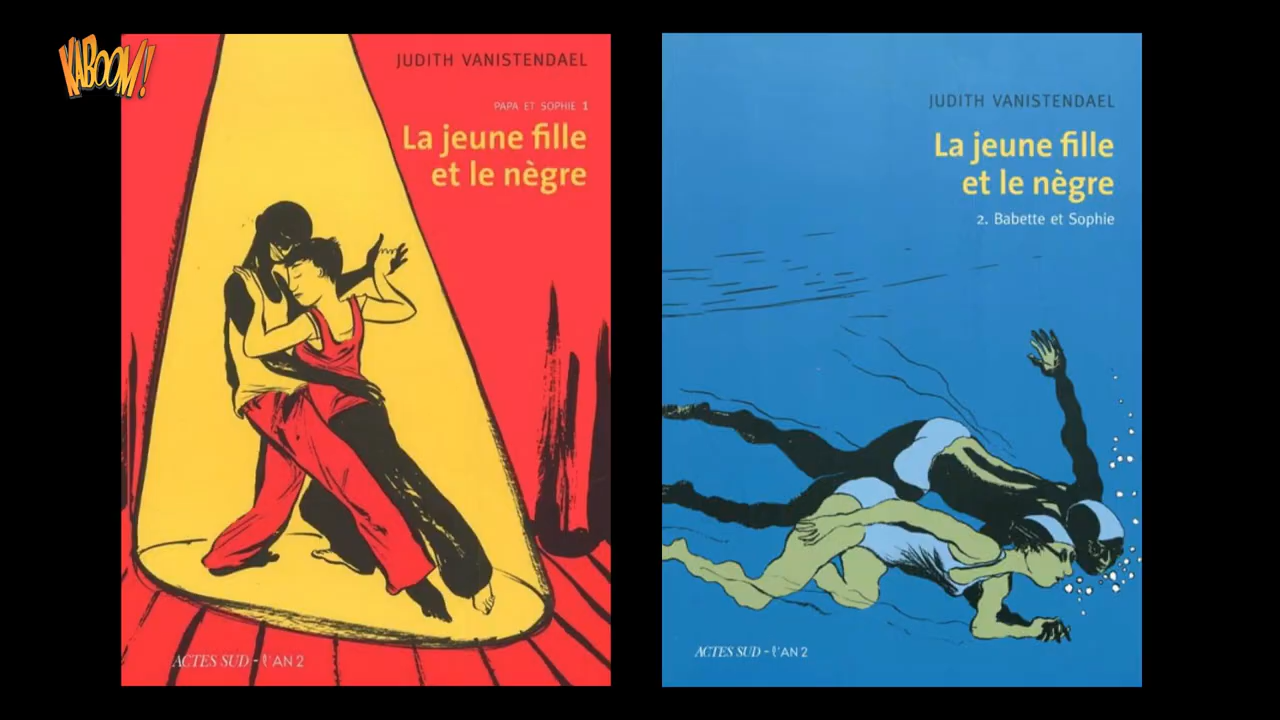 KABOOM!
JUDITH VANISTENDAEL
PAPA ET SOPHIE 1
La jeune fille
et le nègre
ACTES SUD - l'AN 2
JUDITH VANISTENDAEL
La jeune fille
et le nègre
2. Babette et Sophie
ACTES SUD - l'AN 2